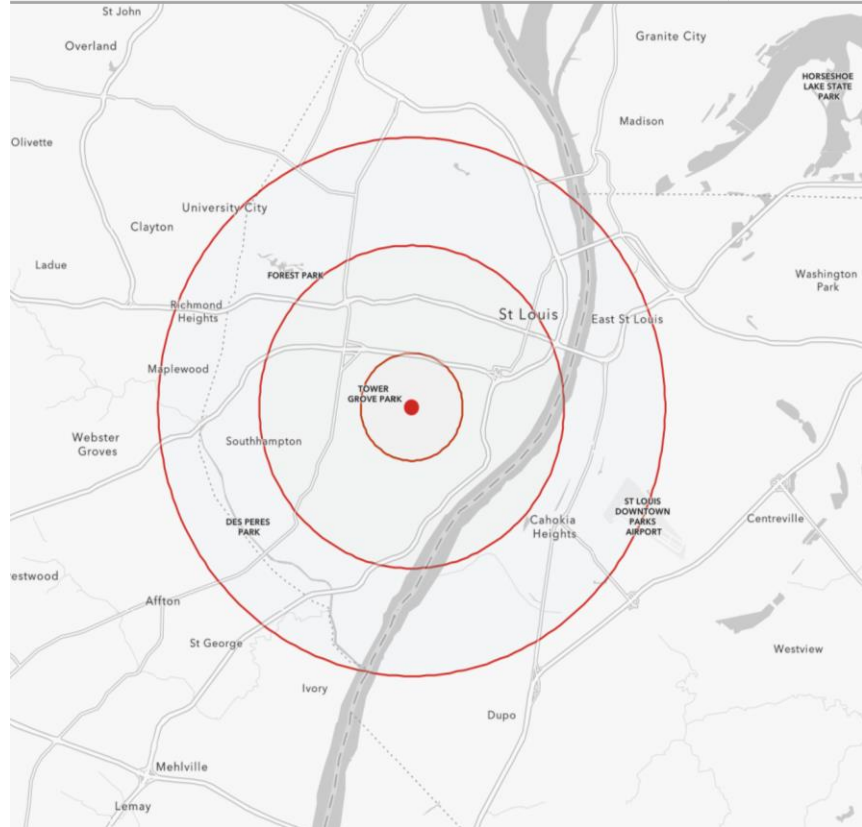 St John
Overland
Granite City
HORSESHOE
LAKE STATE
PARK
Madison
Olivette
University City
Clayton
Ladue
FOREST PARK
Washington
Park
Richmond
Heights
St Louis
East St Louis
Maplewood
TOWER
GROVE PARK
Webster
Groves
Southhampton
ST LOUIS
DOWNTOWN
PARKS
AIRPORT
DES PERES
PARK
Cahokia
Heights
Centreville
restwood
Affton
St George
Westview
Ivory
Dupo
Mehlville
Lemay